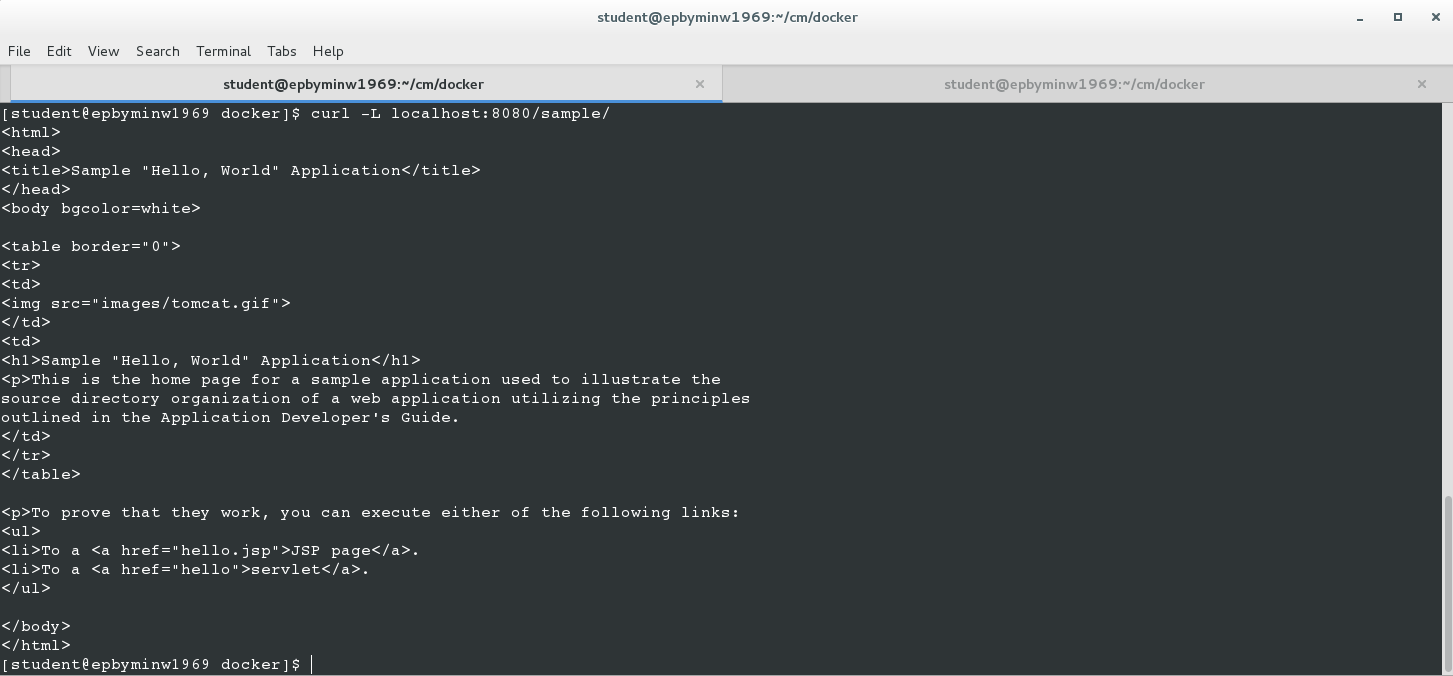 student@epbyminw1969:~/cm/docker
File Edit View Search Terminal Tabs Help
student@epbyminw1969:~/cm/docker
student@epbyminw1969:~/cm/docker
[student@epbyminw1969 docker]$ curl -L localhost:8080/sample/
<html>
<head>
<title>Sample "Hello, World" Application</title>
</head>
<body bgcolor=white>
<table border="0">
<tr>
<td>
<img src="images/tomcat.gif">
</td>
<td>
<h1>Sample "Hello, World" Application</h1>
<p>This is the home page for a sample application used to illustrate the
source directory organization of a web application utilizing the principles
outlined in the Application Developer's Guide.
</td>
</tr>
</table>
<p>To prove that they work, you can execute either of the following links:
<ul>
<li>To a <a href="hello.jsp">JSP page</a>.
<li>To a <a href="hello">servlet</a>.
</ul>
</body>
</html>
[student@epbyminw1969 docker]$